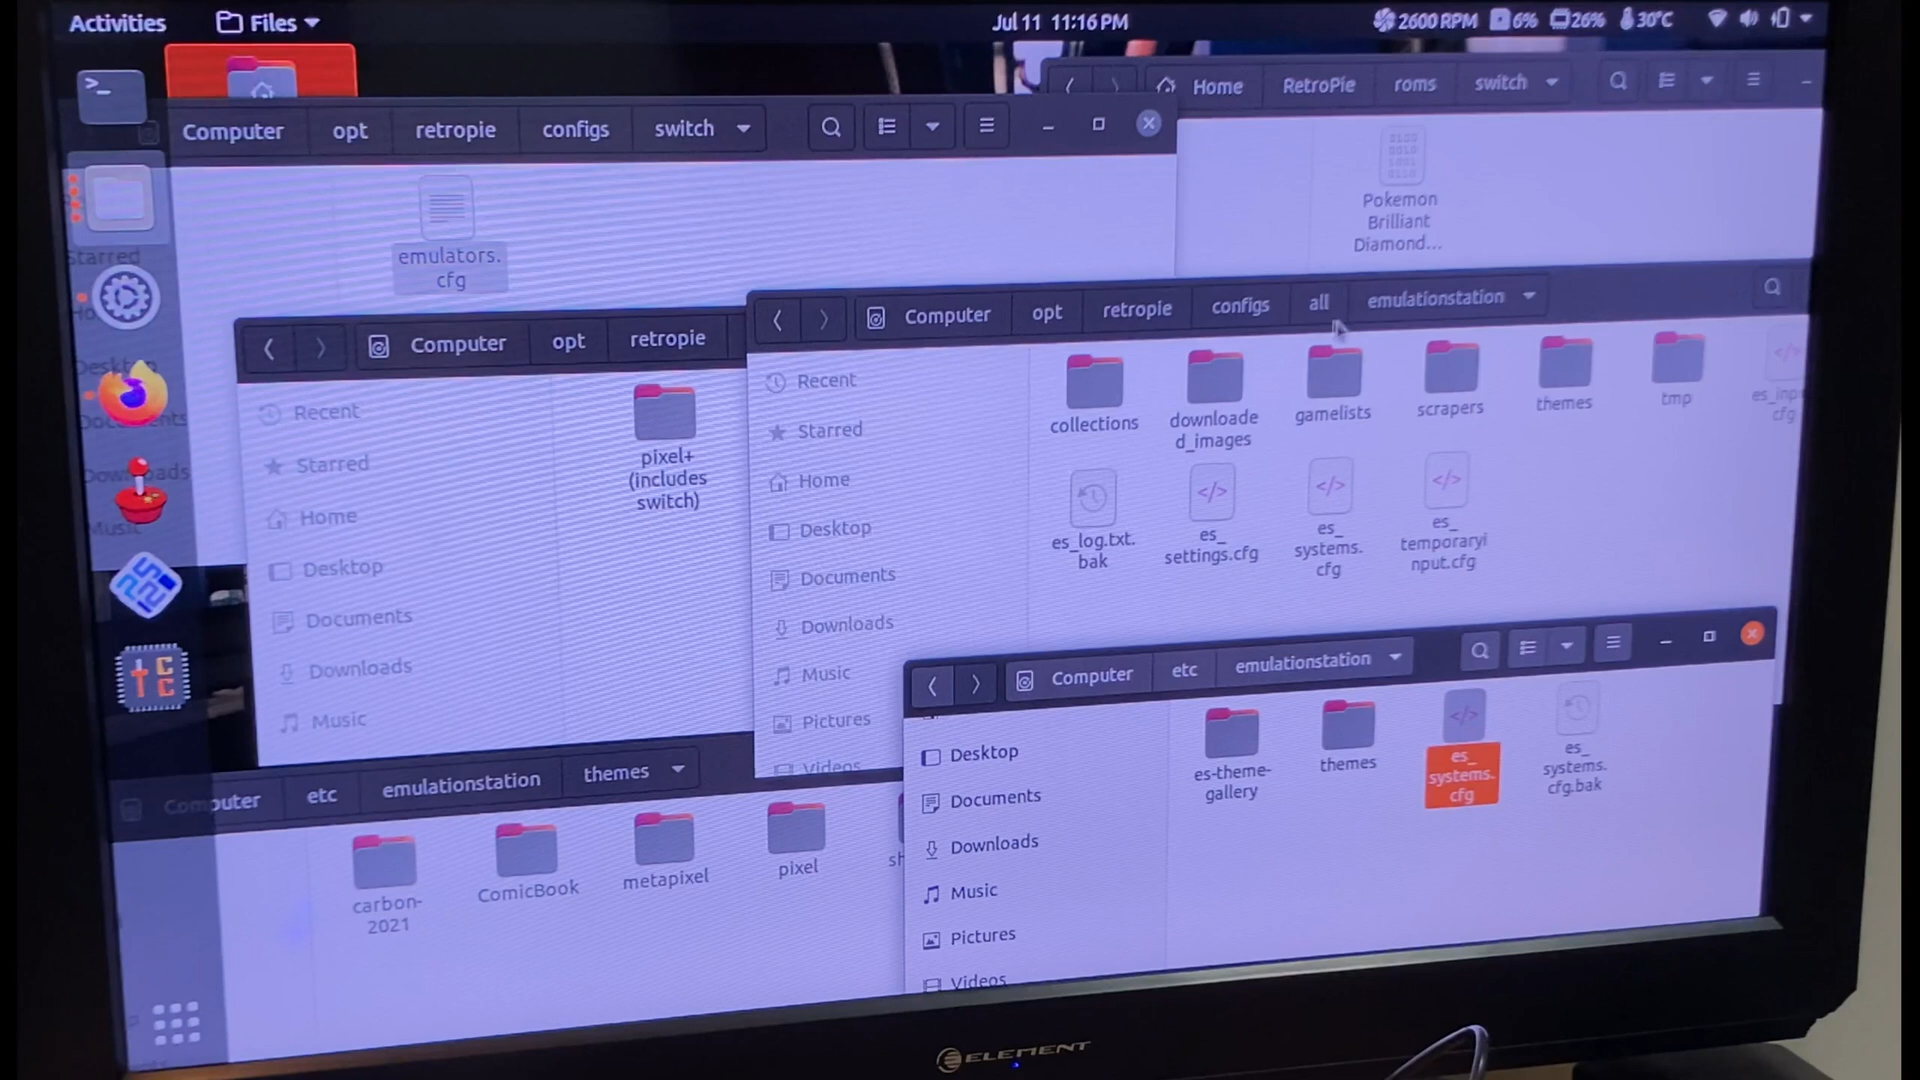 Activities
Files
Jul 11 11:16 PM
2600 RPM
6%
26%
30°C
Home
RetroPie
roms
switch
Pokemon
Brilliant
Diamond...
Computer
opt
retropie
configs
switch
emulators.
cfg
Starred
Computer
opt
retropie
Recent
Starred
Home
Desktop
Documents
Downloads
Music
pixel+
(includes
switch)
Computer
opt
retropie
configs
all
emulationstation
Recent
Starred
Home
Desktop
Documents
Downloads
Music
Pictures
Videos
collections
downloade
d_images
gamelists
scrapers
themes
tmp
es_log.txt.
bak
es_
settings.cfg
es_
systems.
cfg
es_
temporaryi
nput.cfg
Computer
etc
emulationstation
themes
carbon-
2021
ComicBook
metapixel
pixel
Computer
etc
emulationstation
Desktop
Documents
Downloads
Music
Pictures
Videos
es-theme-
gallery
themes
es_
systems.
cfg
es_
systems.
cfg.bak
ELEMENT